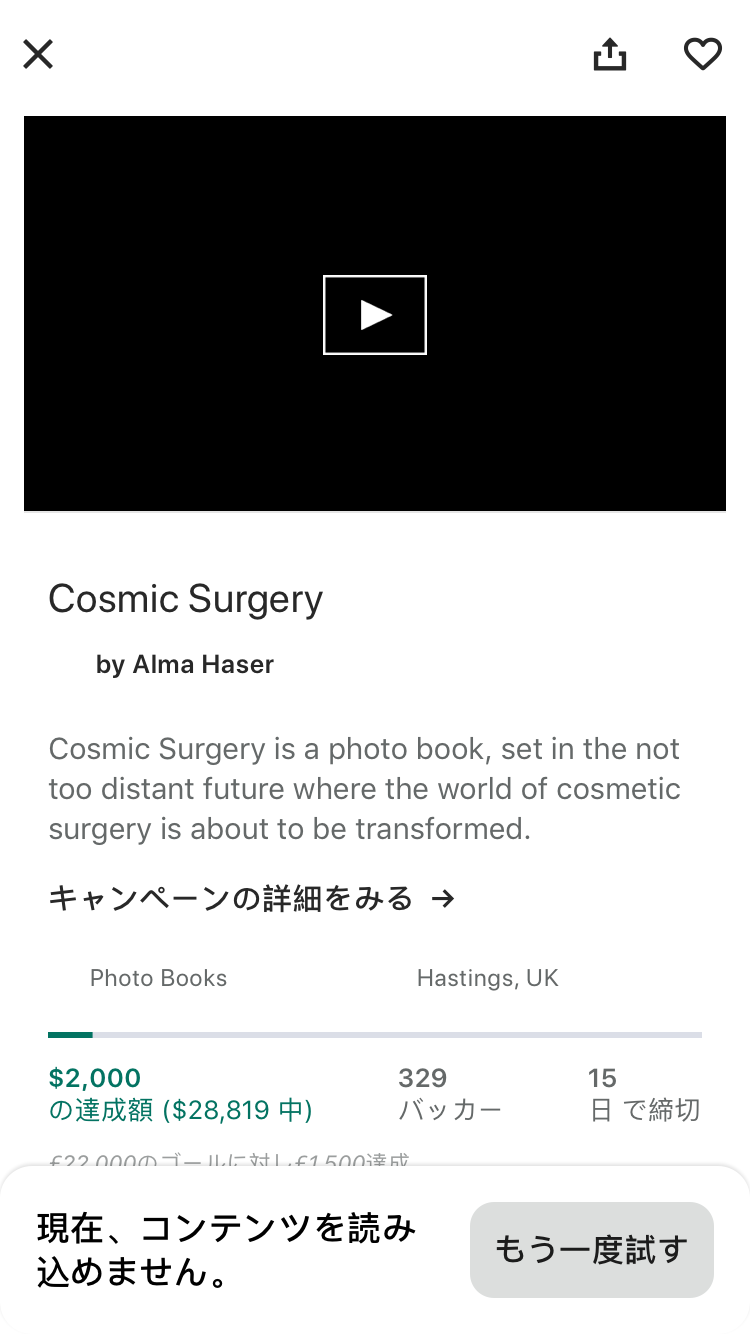 Cosmic Surgery
by Alma Haser
Cosmic Surgery is a photo book, set in the not
too distant future where the world of cosmetic
surgery is about to be transformed.
キャンペーンの詳細をみる →
Photo Books
Hastings, UK
$2,000
の達成額 ($28,819 中)
329
バッカー
15
日 で締切
£22,000のゴールに対し£1,500達成
現在、コンテンツを読み
込めません。
もう一度試す